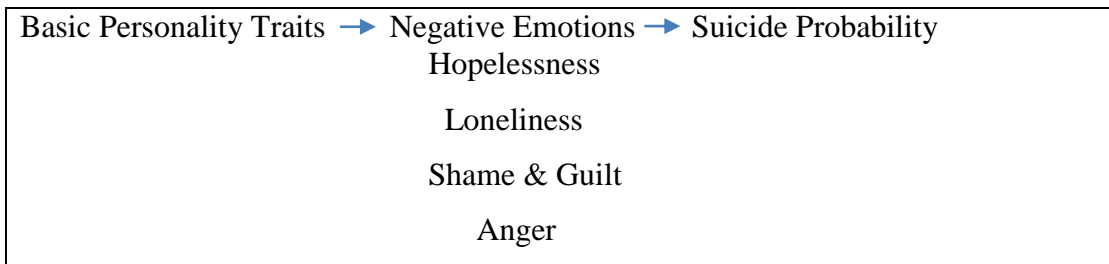 Basic Personality Traits → Negative Emotions → Suicide Probability
Hopelessness
Loneliness
Shame & Guilt
Anger